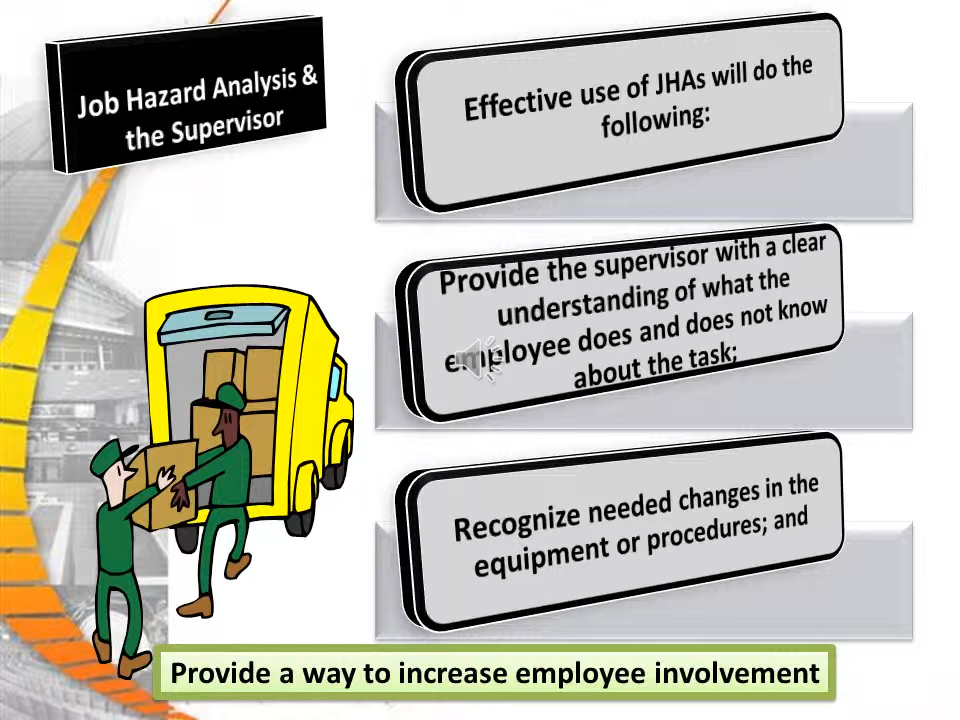 Job Hazard Analysis &
the Supervisor
Effective use of JHAs will do the
following:
Provide the supervisor with a clear
understanding of what the
employee does and does not know
about the task;
Recognize needed changes in the
equipment or procedures; and
Provide a way to increase employee involvement